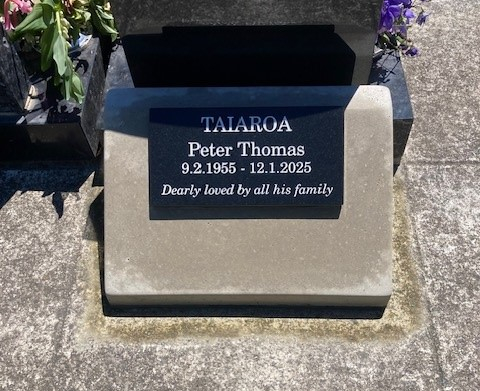 TAIAROA
Peter Thomas
9.2.1955 - 12.1.2025
Dearly loved by all his family